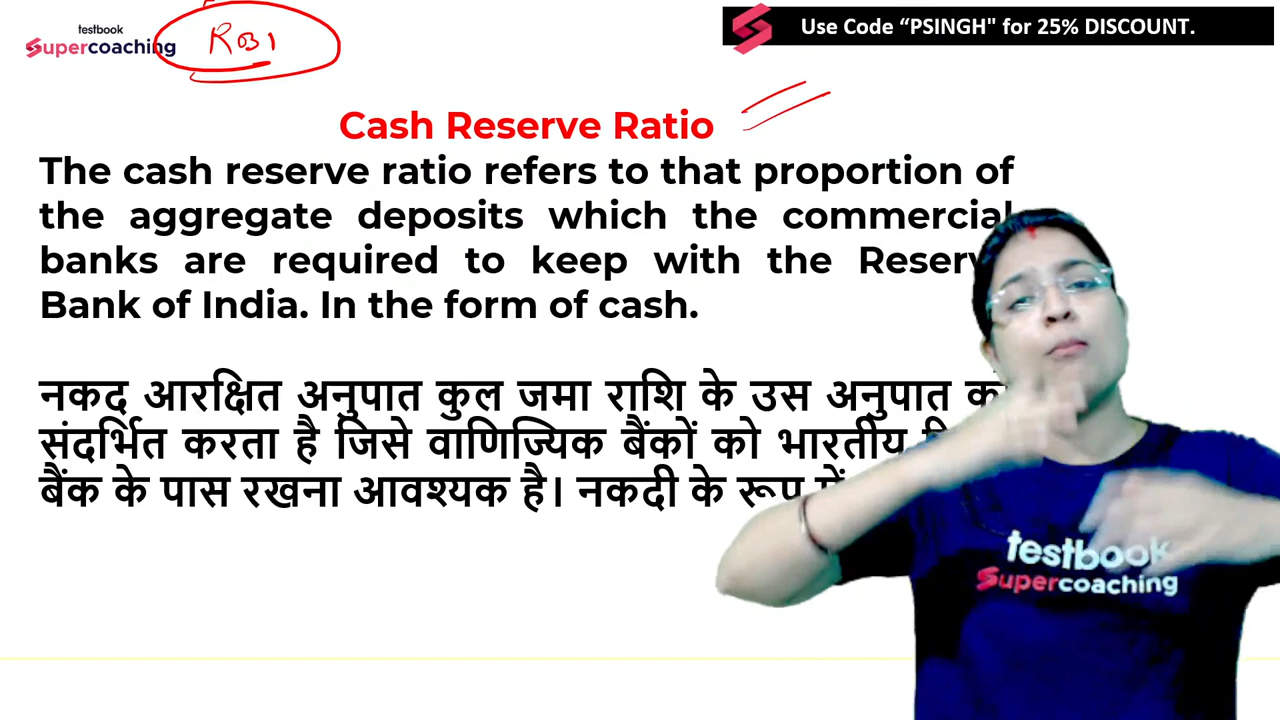 testbook
Supercoaching
RBI
Use Code “PSINGH" for 25% DISCOUNT.
Cash Reserve Ratio
The cash reserve ratio refers to that proportion of
the aggregate deposits which the commercial
banks are required to keep with the Reserv
Bank of India. In the form of cash.
नकद आरक्षित अनुपात कुल जमा राशि के उस अनुपात
संदर्भित करता है जिसे वाणिज्यिक बैंकों को भारतीय
बैंक के पास रखना आवश्यक है। नकदी के रूप में
testbook
Supercoaching